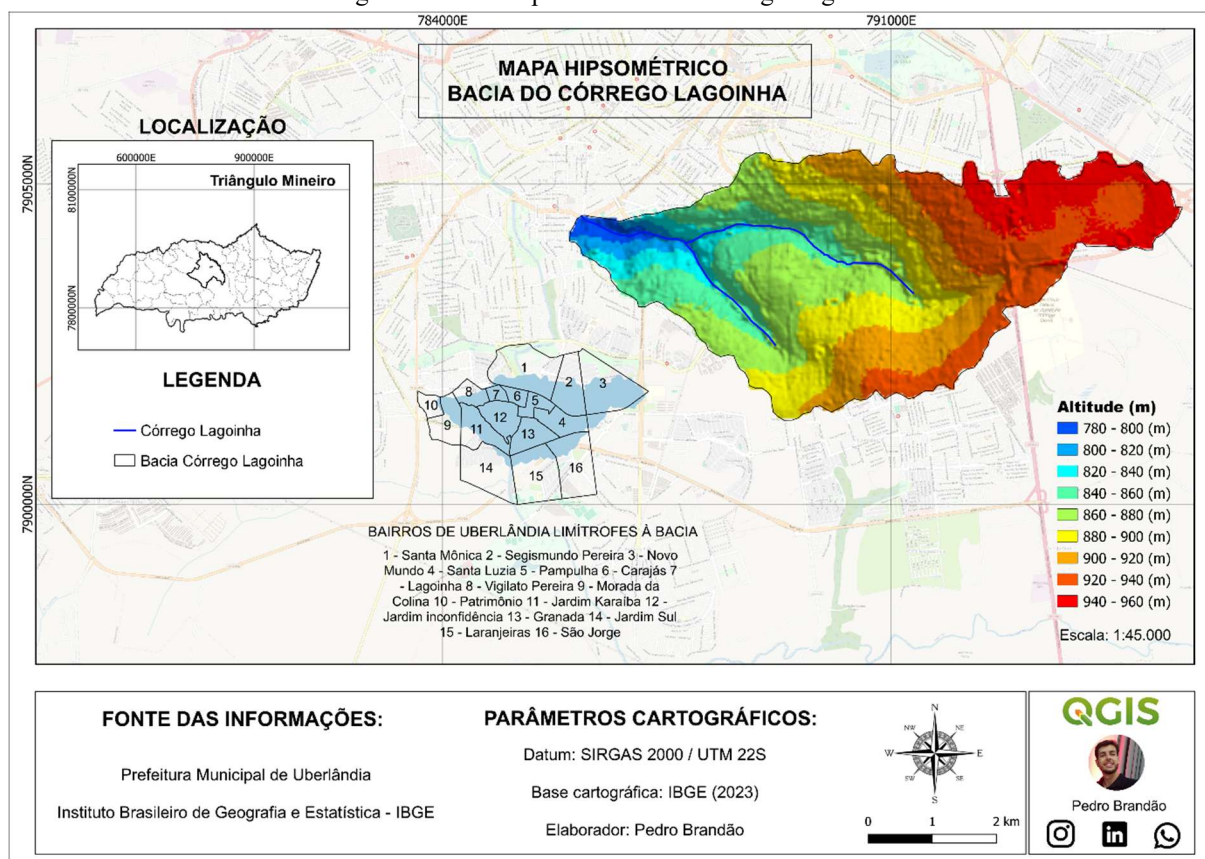 784000E
791000E
MAPA HIPSOMÉTRICO
BACIA DO CÓRREGO LAGOINHA
LOCALIZAÇÃO
600000E
900000E
Triângulo Mineiro
8100000N
7800000N
7905000N
7900000N
LEGENDA
Córrego Lagoinha
Bacia Córrego Lagoinha
1
2
3
8
7
6
5
10
12
4
9
11
13
14
15
16
BAIRROS DE UBERLÂNDIA LIMÍTROFES À BACIA
1 - Santa Mônica 2 - Segismundo Pereira 3 - Novo
Mundo 4 - Santa Luzia 5 - Pampulha 6 - Carajás 7
- Lagoinha 8 - Vigilato Pereira 9 - Morada da
Colina 10 - Patrimônio 11 - Jardim Karaíba 12 -
Jardim inconfidência 13 - Granada 14 - Jardim Sul
15 - Laranjeiras 16 - São Jorge
Altitude (m)
780 - 800 (m)
800 - 820 (m)
820 - 840 (m)
840 - 860 (m)
860 - 880 (m)
880 - 900 (m)
900 - 920 (m)
920 - 940 (m)
940 - 960 (m)
Escala: 1:45.000
FONTE DAS INFORMAÇÕES:
Prefeitura Municipal de Uberlândia
Instituto Brasileiro de Geografia e Estatística - IBGE
PARÂMETROS CARTOGRÁFICOS:
Datum: SIRGAS 2000 / UTM 22S
Base cartográfica: IBGE (2023)
Elaborador: Pedro Brandão
N
NW
NE
W
E
SW
SE
S
0 1 2 km
QGIS
Pedro Brandão
in